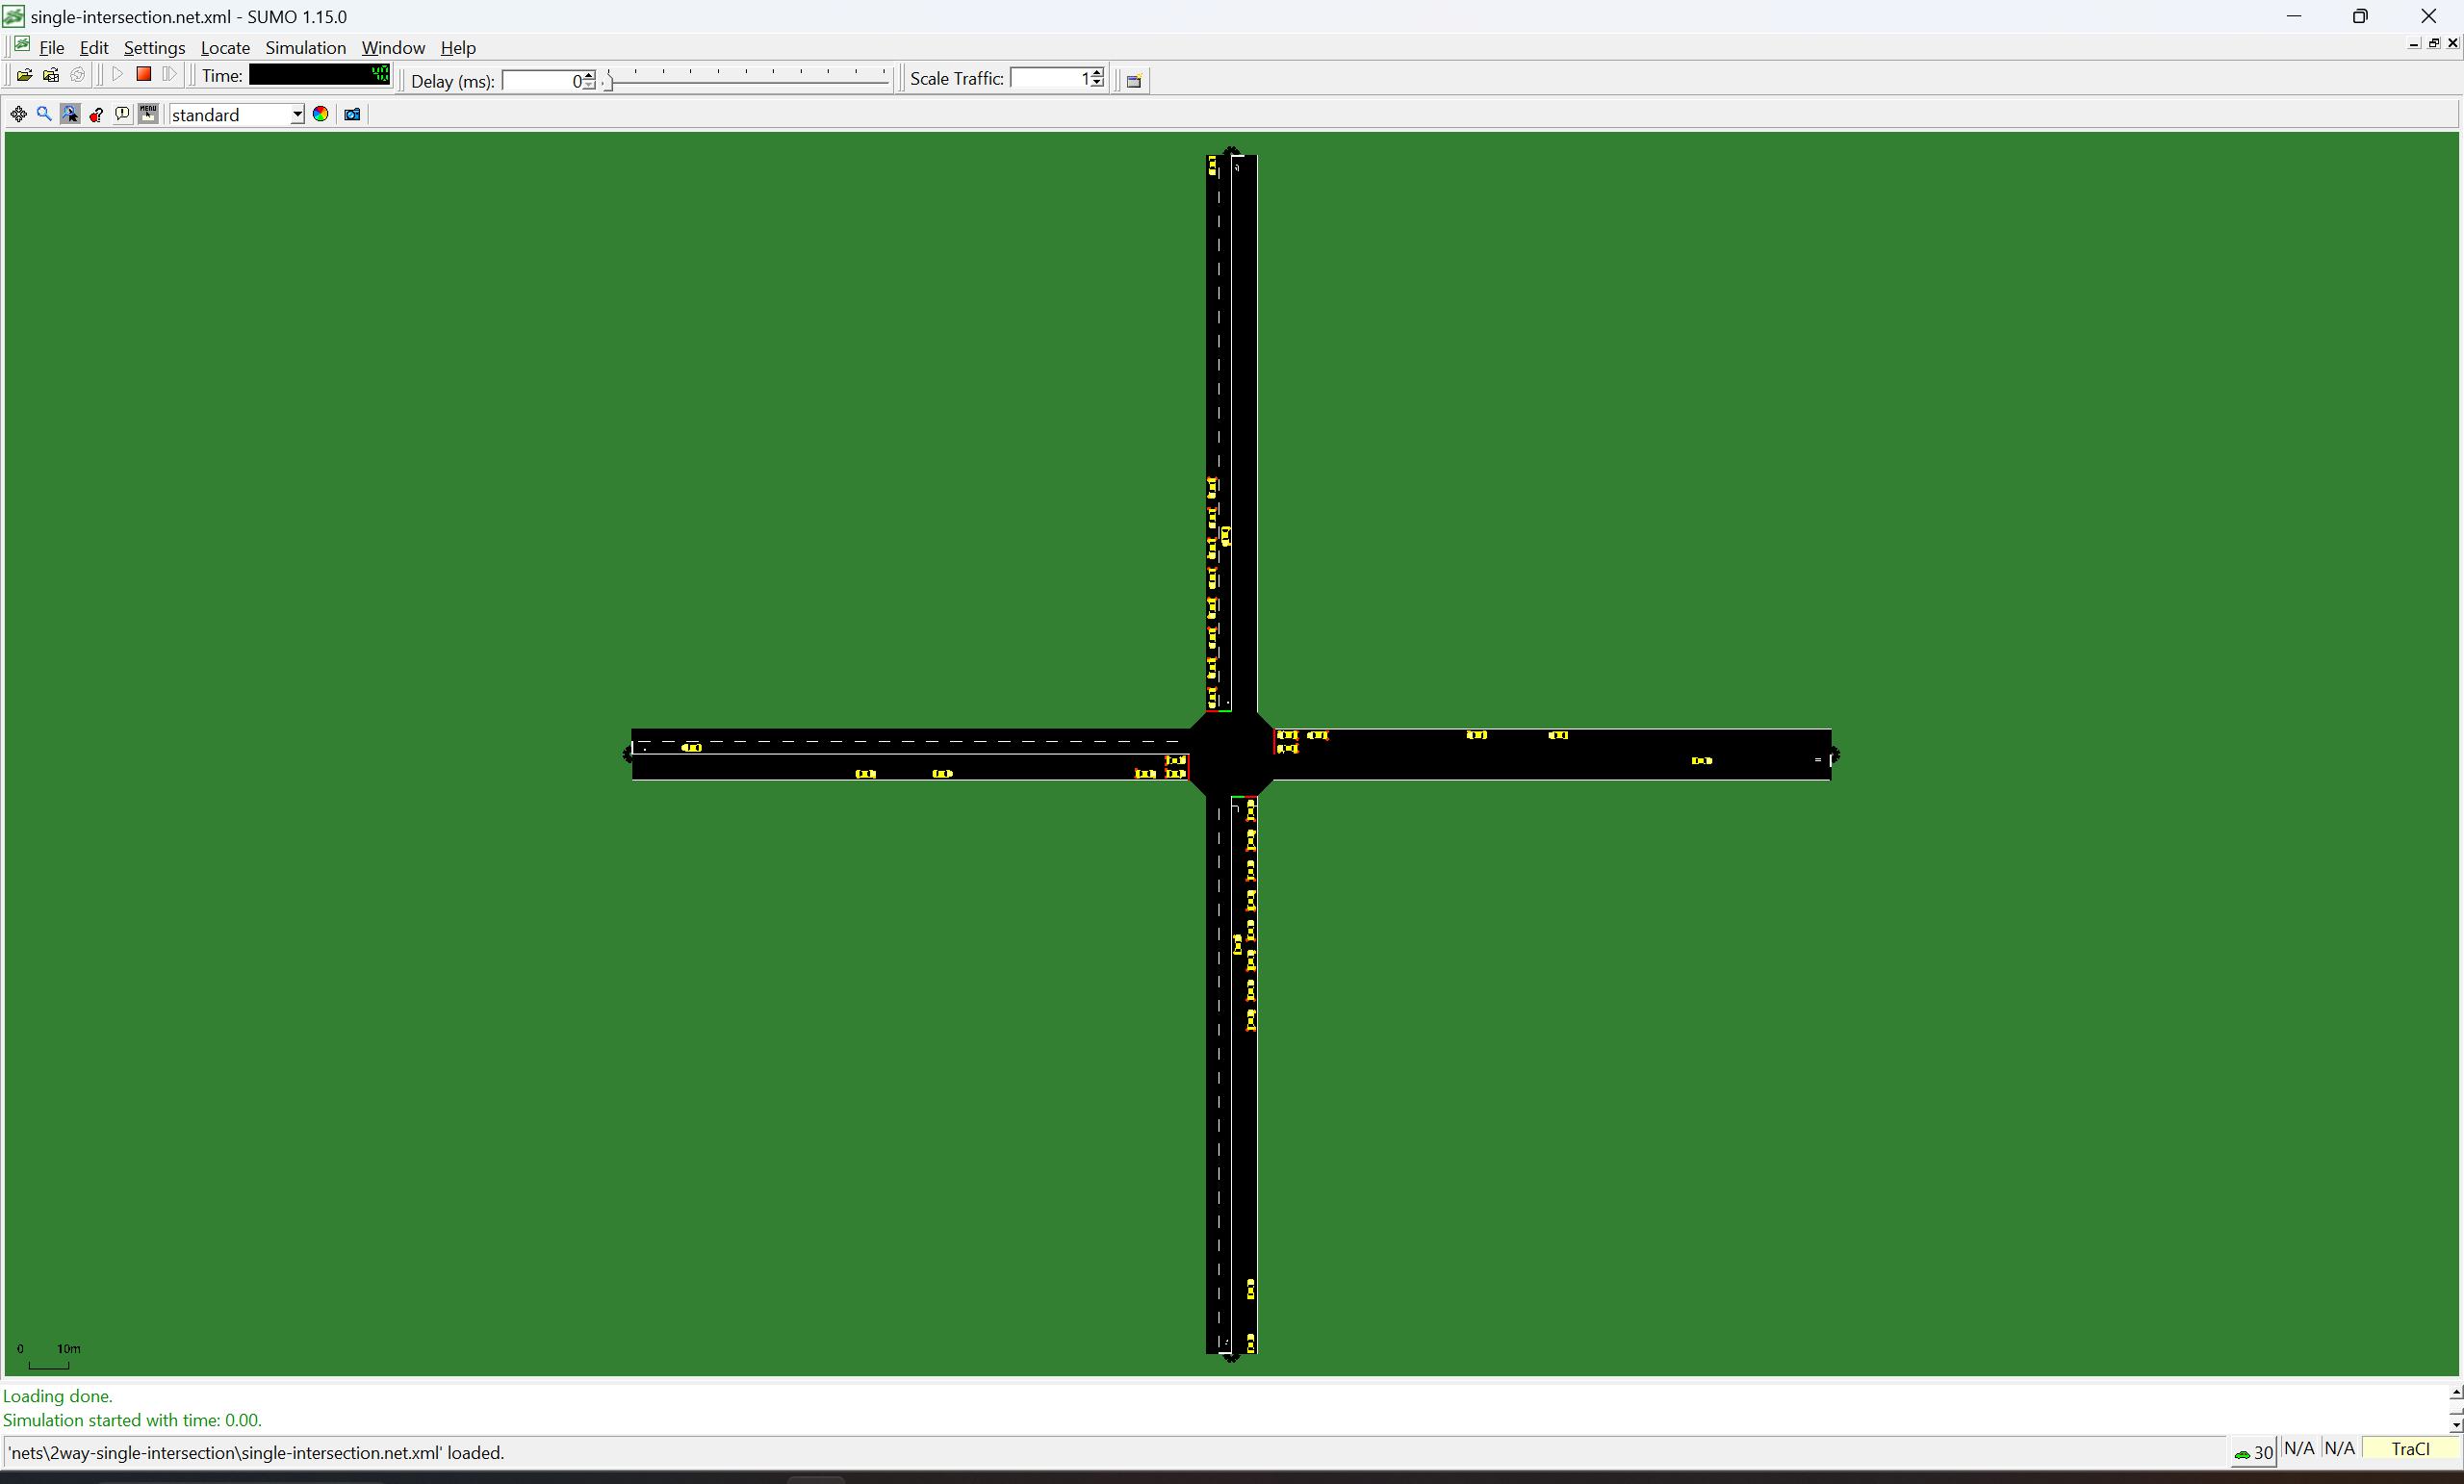 single-intersection.net.xml - SUMO 1.15.0
File Edit Settings Locate Simulation Window Help
Time: 40 Delay (ms): 0 Scale Traffic: 1
MENU standard
0 10m
Loading done.
Simulation started with time: 0.00.
'nets\2way-single-intersection\single-intersection.net.xml' loaded. 30 N/A N/A TraCI